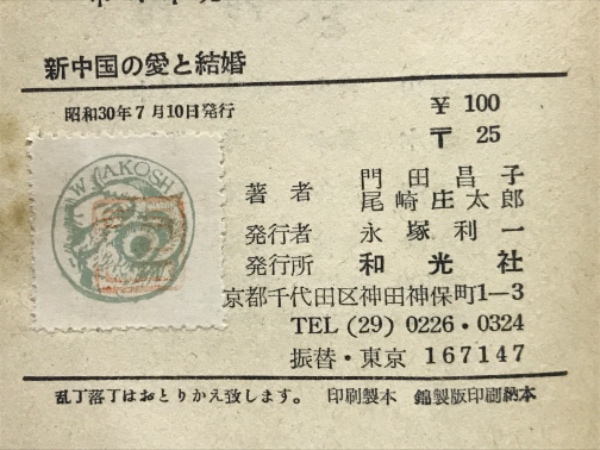 新中国の愛と結婚
昭和30年7月10日発行
¥ 100
〒 25
WAKOSHA
著者 門田昌子
尾崎庄太郎
発行者 永塚利一
発行所 和光社
京都千代田区神田神保町1—3
TEL (29) 0226・0324
振替・東京 167147
乱丁落丁はおとりかえ致します。 印刷製本 錦製版印刷納本